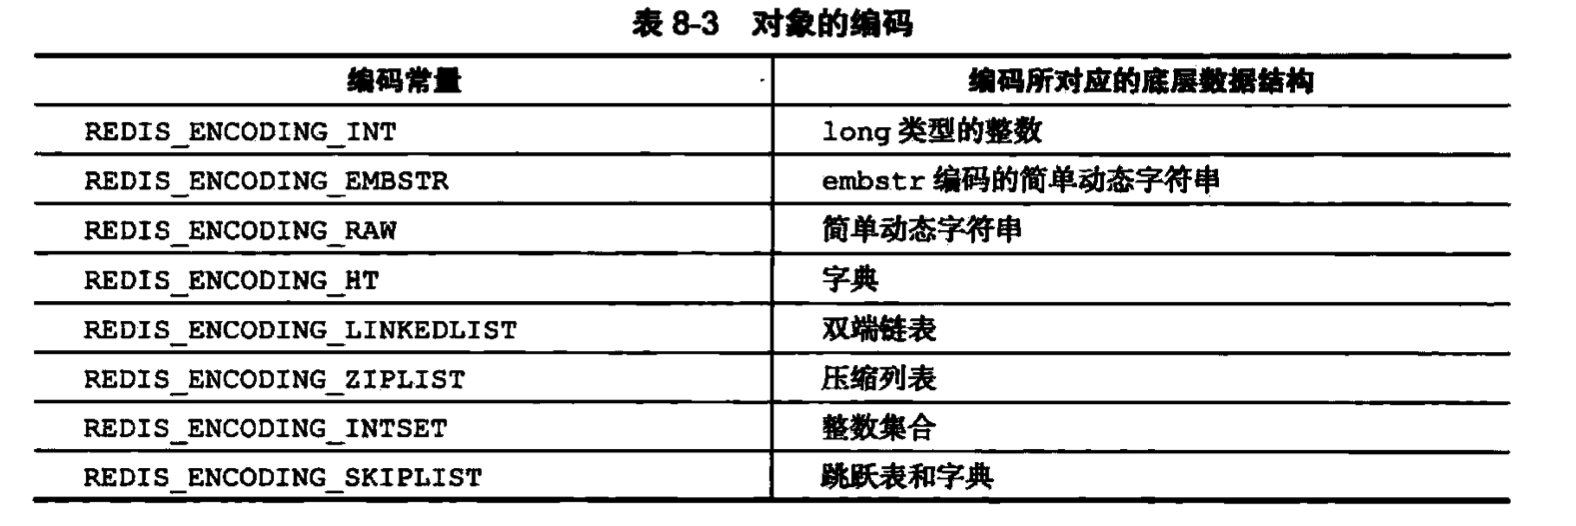 表 8-3 对象的编码
编码常量 编码所对应的底层数据结构
REDIS_ENCODING_INT long 类型的整数
REDIS_ENCODING_EMBSTR embstr 编码的简单动态字符串
REDIS_ENCODING_RAW 简单动态字符串
REDIS_ENCODING_HT 字典
REDIS_ENCODING_LINKEDLIST 双端链表
REDIS_ENCODING_ZIPLIST 压缩列表
REDIS_ENCODING_INTSET 整数集合
REDIS_ENCODING_SKIPLIST 跳跃表和字典